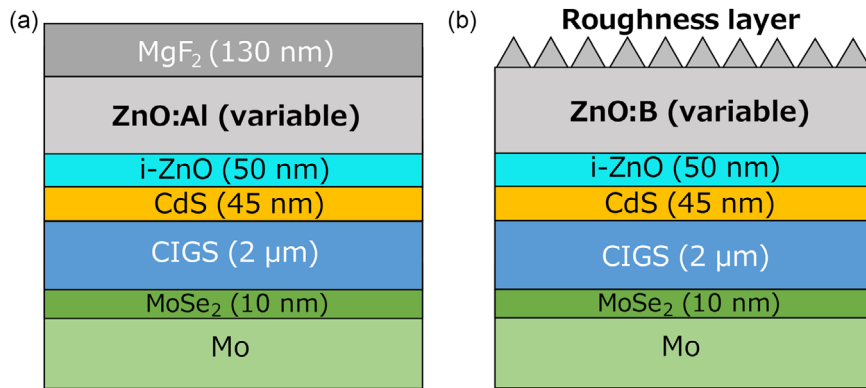 (a)
MgF₂ (130 nm)
ZnO:Al (variable)
i-ZnO (50 nm)
CdS (45 nm)
CIGS (2 μm)
MoSe₂ (10 nm)
Mo
(b)
Roughness layer
ZnO:B (variable)
i-ZnO (50 nm)
CdS (45 nm)
CIGS (2 μm)
MoSe₂ (10 nm)
Mo